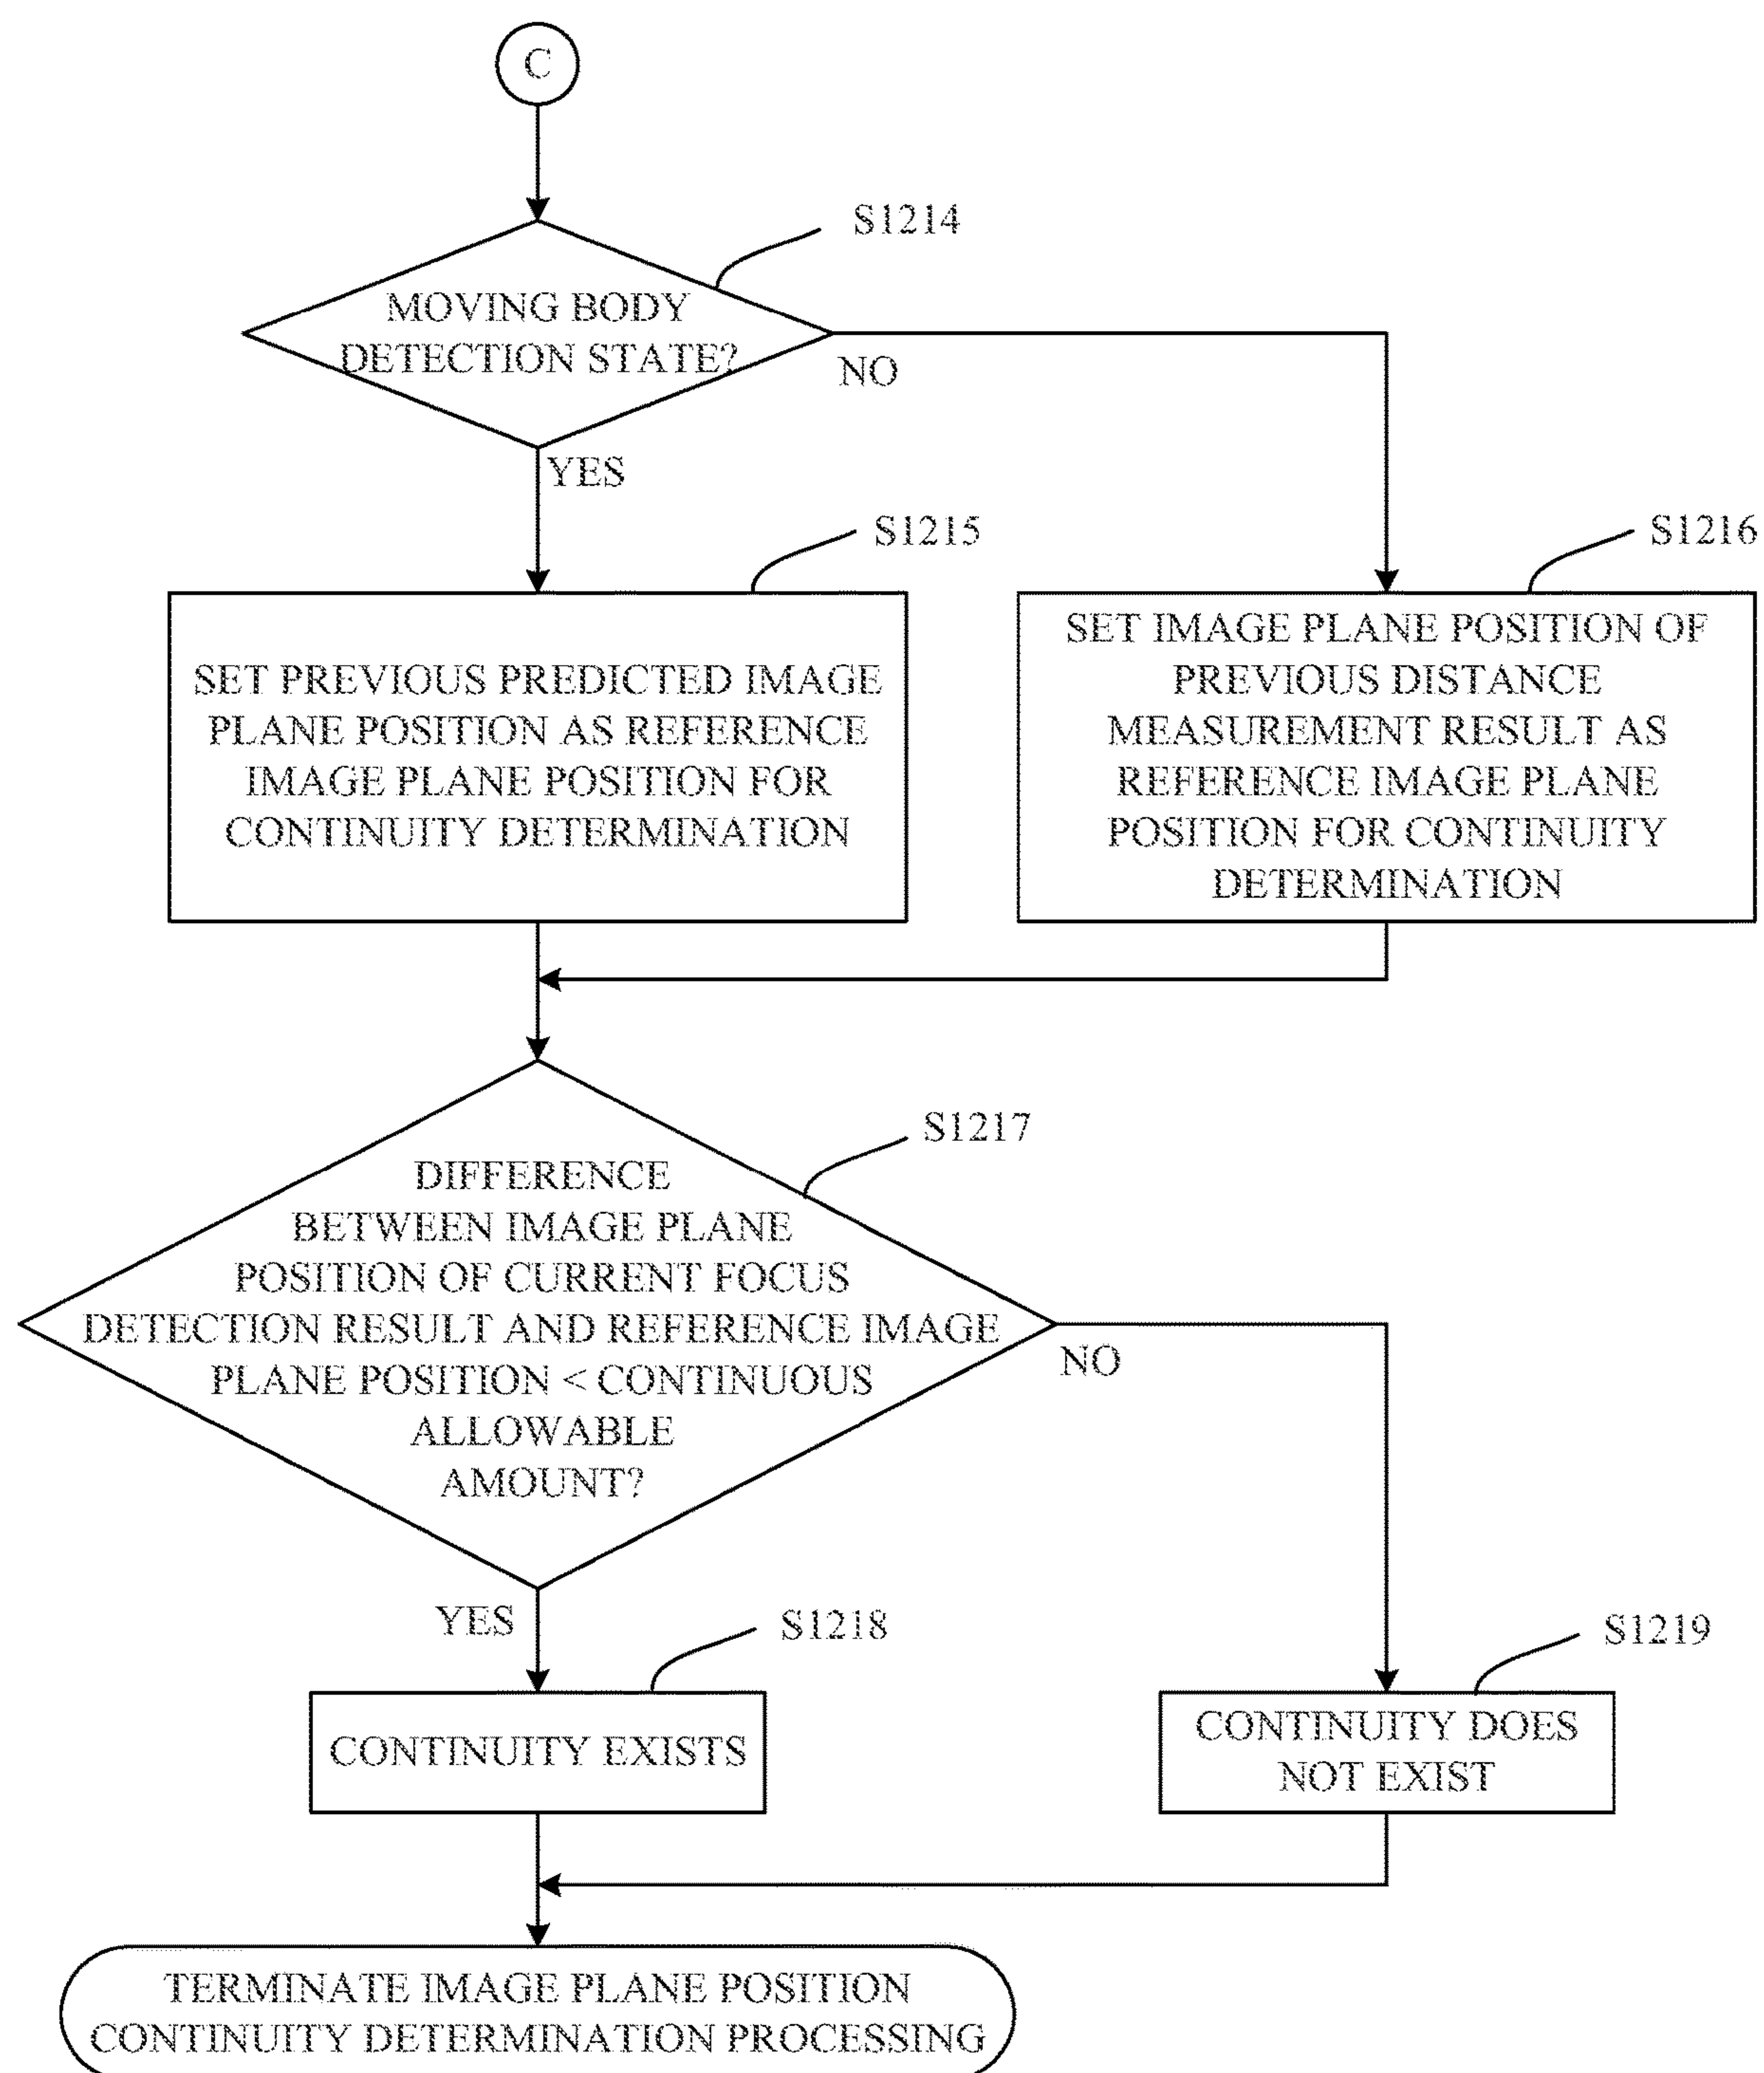 C
S1214
MOVING BODY
DETECTION STATE?
NO
YES
S1215
S1216
SET PREVIOUS PREDICTED IMAGE
PLANE POSITION AS REFERENCE
IMAGE PLANE POSITION FOR
CONTINUITY DETERMINATION
SET IMAGE PLANE POSITION OF
PREVIOUS DISTANCE
MEASUREMENT RESULT AS
REFERENCE IMAGE PLANE
POSITION FOR CONTINUITY
DETERMINATION
S1217
DIFFERENCE
BETWEEN IMAGE PLANE
POSITION OF CURRENT FOCUS
DETECTION RESULT AND REFERENCE IMAGE
PLANE POSITION < CONTINUOUS
ALLOWABLE
AMOUNT?
NO
YES
S1218
S1219
CONTINUITY EXISTS
CONTINUITY DOES
NOT EXIST
TERMINATE IMAGE PLANE POSITION
CONTINUITY DETERMINATION PROCESSING